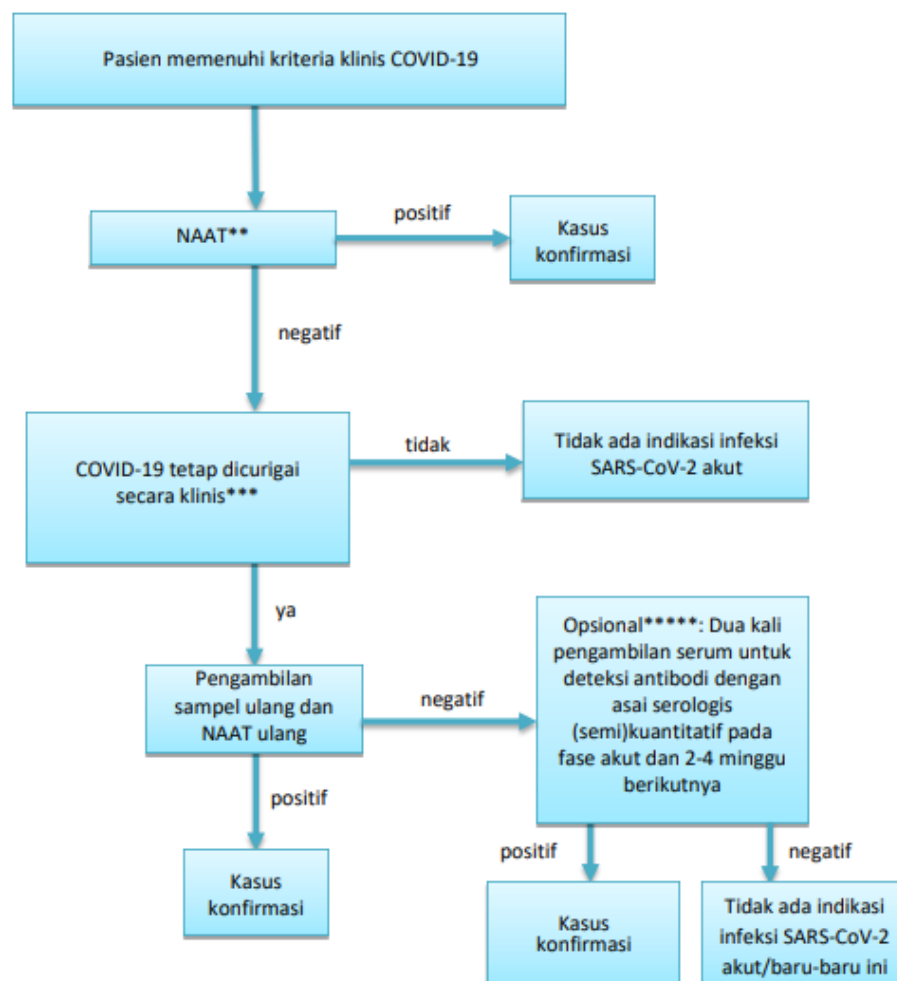 Pasien memenuhi kriteria klinis COVID-19
NAAT**
positif
Kasus
konfirmasi
negatif
COVID-19 tetap dicurigai
secara klinis***
tidak
Tidak ada indikasi infeksi
SARS-CoV-2 akut
ya
Pengambilan
sampel ulang dan
NAAT ulang
negatif
Opsional*****: Dua kali
pengambilan serum untuk
deteksi antibodi dengan
asai serologis
(semi)kuantitatif pada
fase akut dan 2-4 minggu
berikutnya
positif
Kasus
konfirmasi
positif
Kasus
konfirmasi
negatif
Tidak ada indikasi
infeksi SARS-CoV-2
akut/baru-baru ini